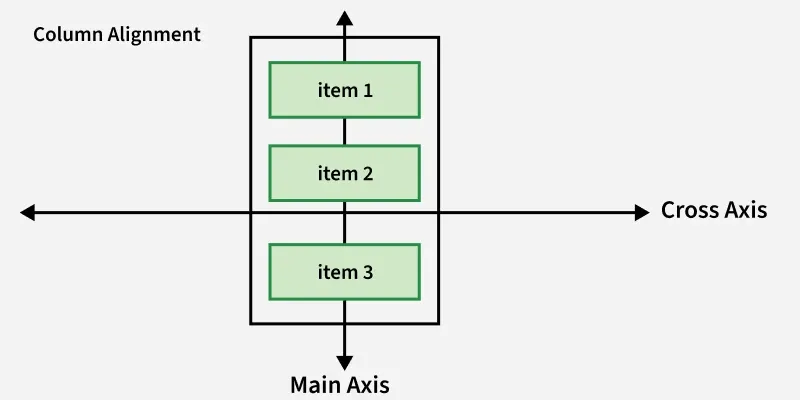 Column Alignment
item 1
item 2
Cross Axis
item 3
Main Axis